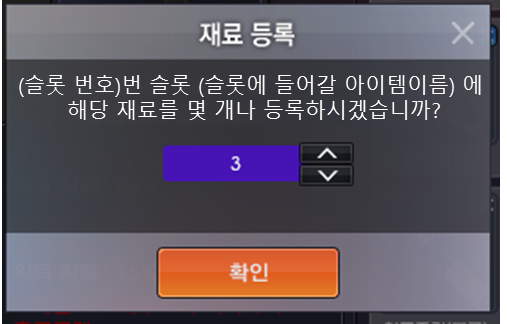 재료 등록
(슬롯 번호)번 슬롯 (슬롯에 들어갈 아이템이름) 에
해당 재료를 몇 개나 등록하시겠습니까?
3
확인